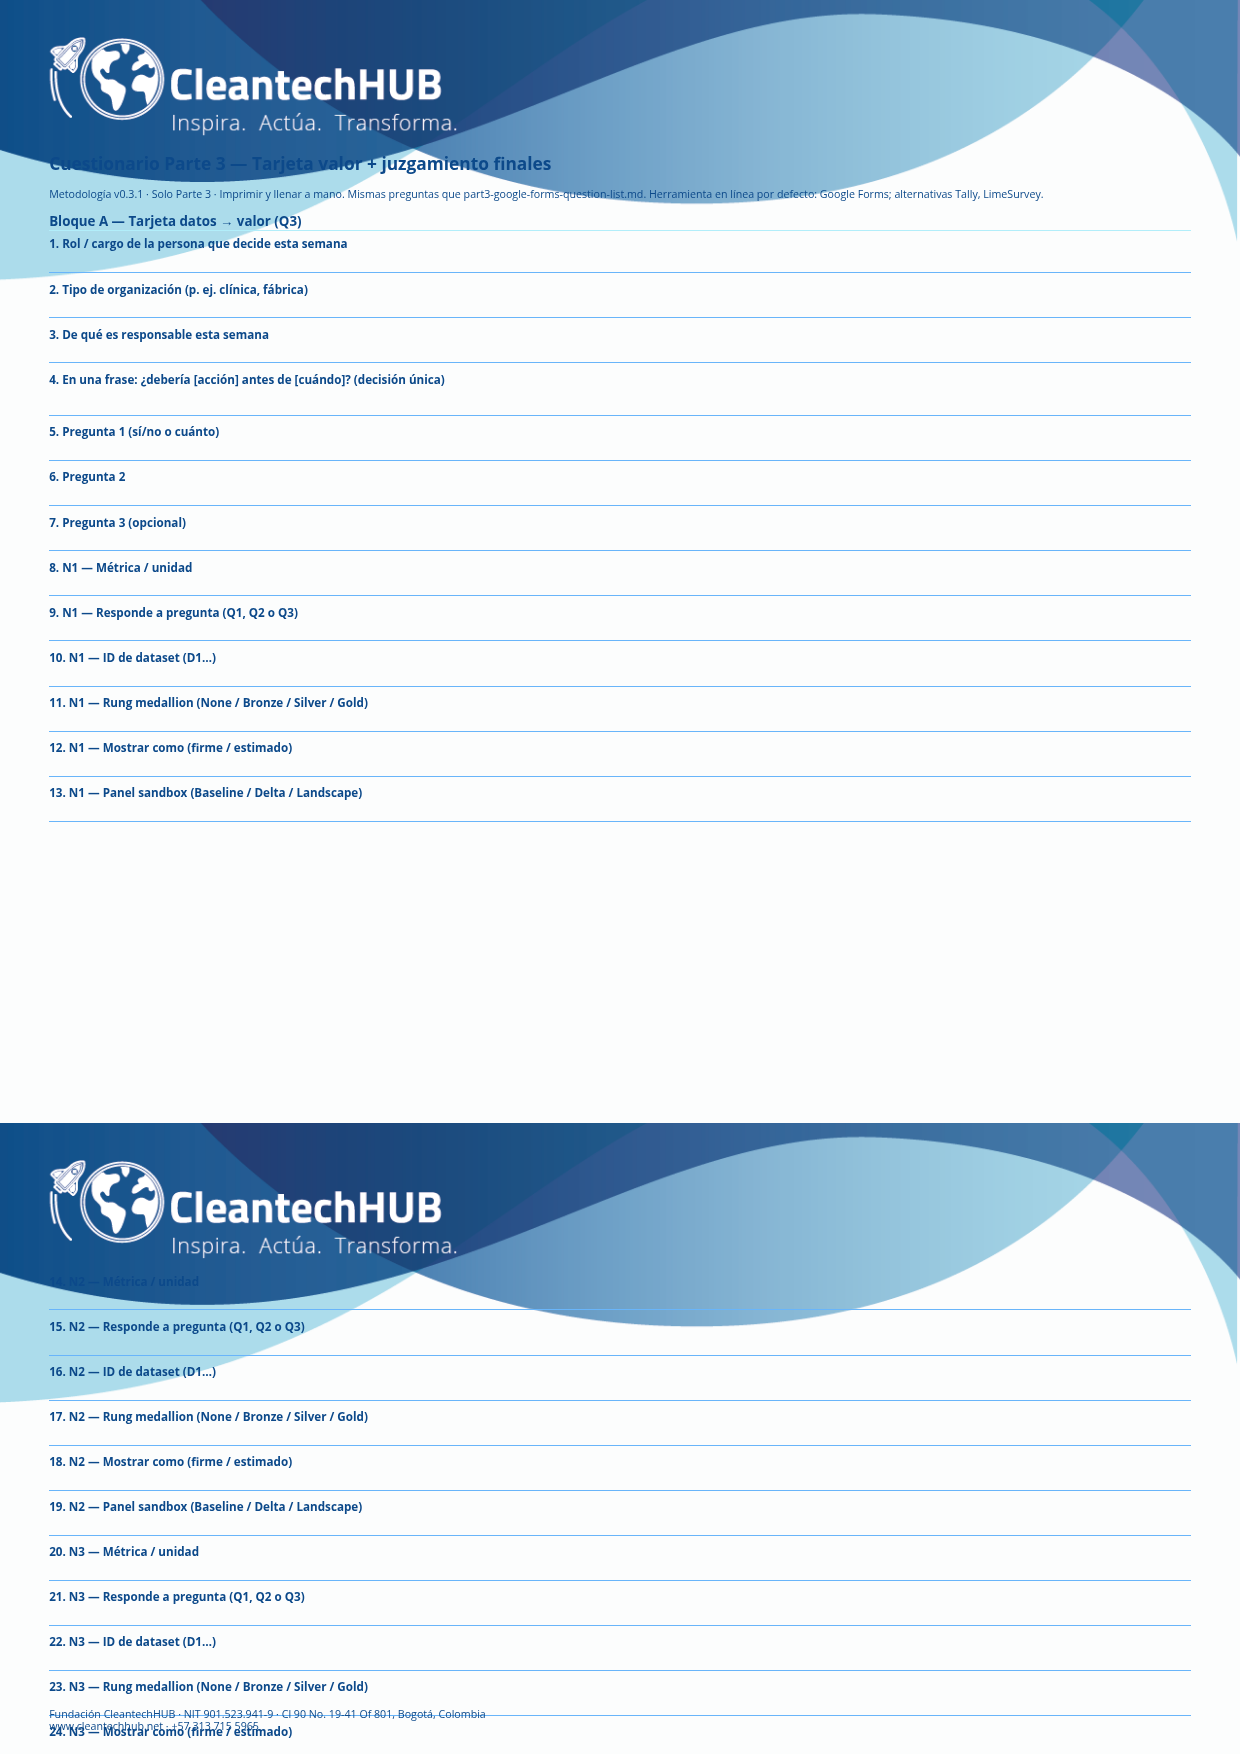 CleantechHUB
Inspira. Actúa. Transforma.
Cuestionario Parte 3 — Tarjeta valor + juzgamiento finales
Metodología v0.3.1 · Solo Parte 3 · Imprimir y llenar a mano. Mismas preguntas que part3-google-forms-question-list.md. Herramienta en línea por defecto: Google Forms; alternativas Tally, LimeSurvey.
Bloque A — Tarjeta datos → valor (Q3)
1. Rol / cargo de la persona que decide esta semana
2. Tipo de organización (p. ej. clínica, fábrica)
3. De qué es responsable esta semana
4. En una frase: ¿debería [acción] antes de [cuándo]? (decisión única)
5. Pregunta 1 (sí/no o cuánto)
6. Pregunta 2
7. Pregunta 3 (opcional)
8. N1 — Métrica / unidad
9. N1 — Responde a pregunta (Q1, Q2 o Q3)
10. N1 — ID de dataset (D1…)
11. N1 — Rung medallion (None / Bronze / Silver / Gold)
12. N1 — Mostrar como (firme / estimado)
13. N1 — Panel sandbox (Baseline / Delta / Landscape)
CleantechHUB
Inspira. Actúa. Transforma.
14. N2 — Métrica / unidad
15. N2 — Responde a pregunta (Q1, Q2 o Q3)
16. N2 — ID de dataset (D1…)
17. N2 — Rung medallion (None / Bronze / Silver / Gold)
18. N2 — Mostrar como (firme / estimado)
19. N2 — Panel sandbox (Baseline / Delta / Landscape)
20. N3 — Métrica / unidad
21. N3 — Responde a pregunta (Q1, Q2 o Q3)
22. N3 — ID de dataset (D1…)
23. N3 — Rung medallion (None / Bronze / Silver / Gold)
Fundación CleantechHUB · NIT 901.523.941-9 · Cl 90 No. 19-41 Of 801, Bogotá, Colombia
www.cleantechhub.net · +57 313 715 5965
24. N3 — Mostrar como (firme / estimado)